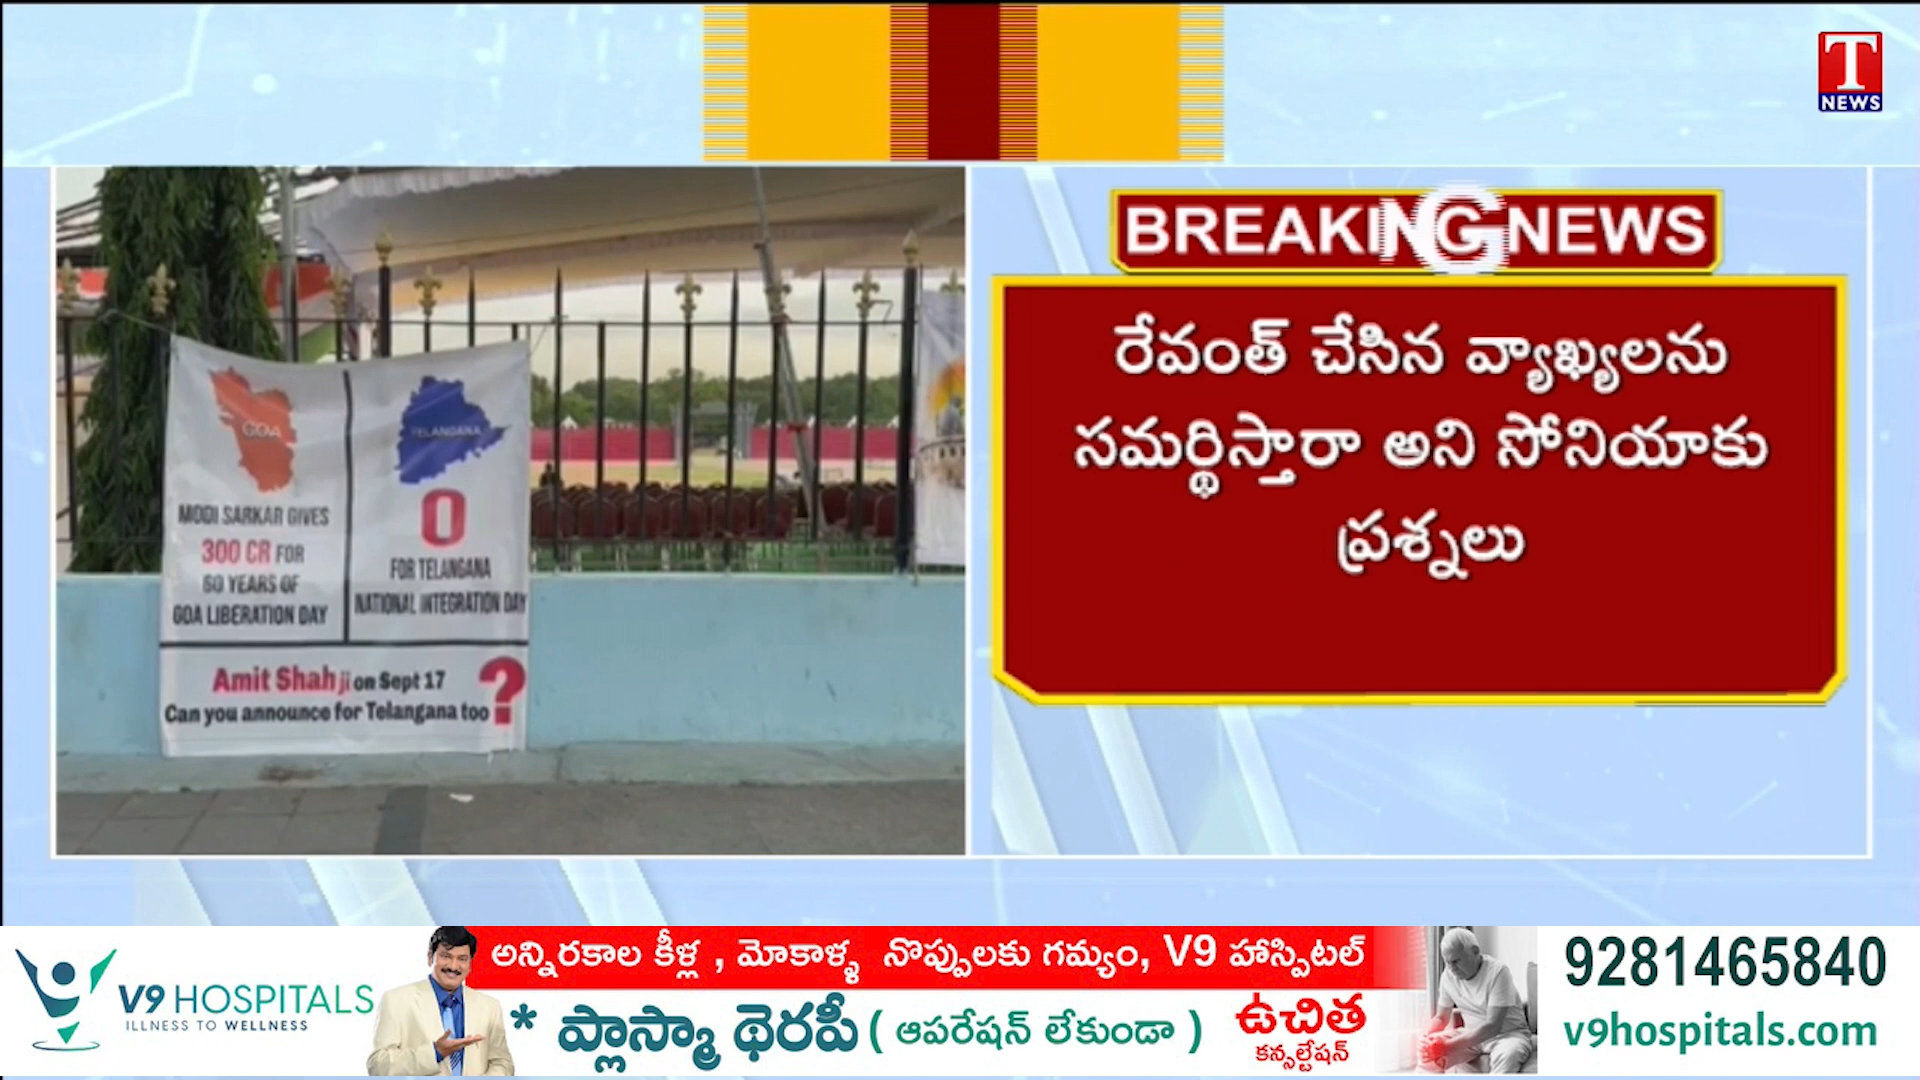 T
NEWS
BREAKING NEWS
రేవంత్ చేసిన వ్యాఖ్యలను
సమర్థిస్తారా అని సోనియాకు
ప్రశ్నలు
GOA
MODI SARKAR GIVES
300 CR FOR
60 YEARS OF
GOA LIBERATION DAY
TELANGANA
0
FOR TELANGANA
NATIONAL INTEGRATION DAY
Amit Shah ji on Sept 17
Can you announce for Telangana too ?
V9 HOSPITALS
ILLNESS TO WELLNESS
అన్నిరకాల కీళ్ల , మోకాళ్ళ నొప్పులకు గమ్యం, V9 హాస్పిటల్
* ప్లాస్మా థెరపీ ( ఆపరేషన్ లేకుండా )
ఉచిత
కన్సల్టేషన్
9281465840
v9hospitals.com